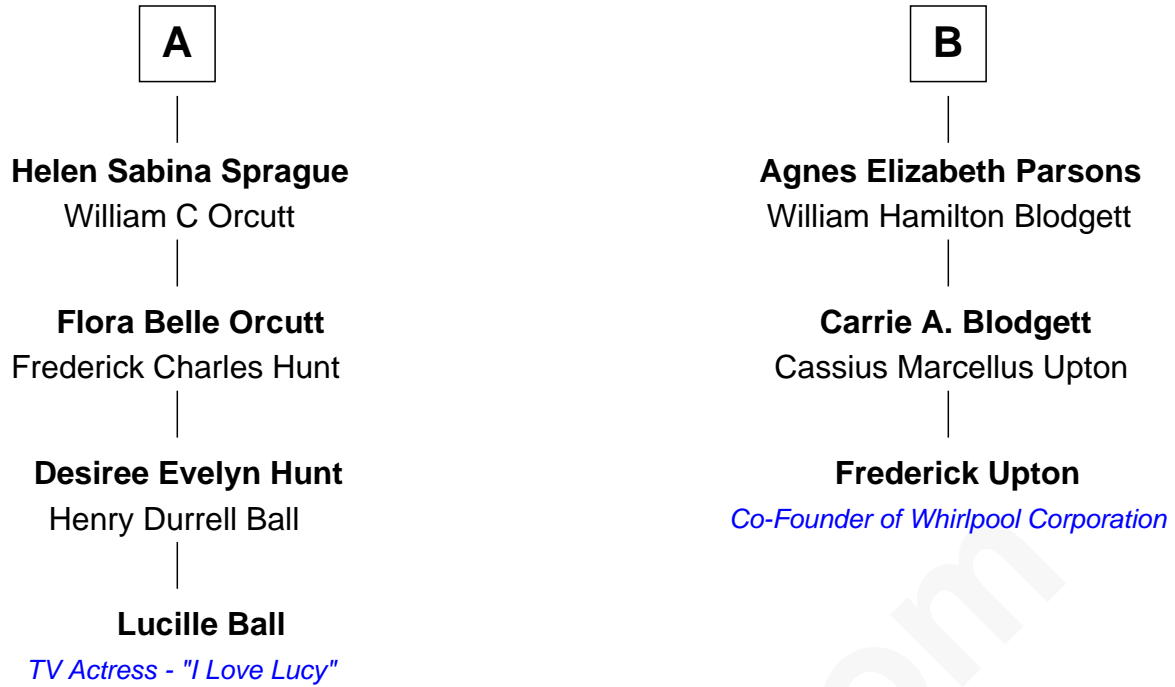 A
Helen Sabina Sprague
William C Orcutt
Flora Belle Orcutt
Frederick Charles Hunt
Desiree Evelyn Hunt
Henry Durrell Ball
Lucille Ball
TV Actress - "I Love Lucy"
B
Agnes Elizabeth Parsons
William Hamilton Blodgett
Carrie A. Blodgett
Cassius Marcellus Upton
Frederick Upton
Co-Founder of Whirlpool Corporation
om